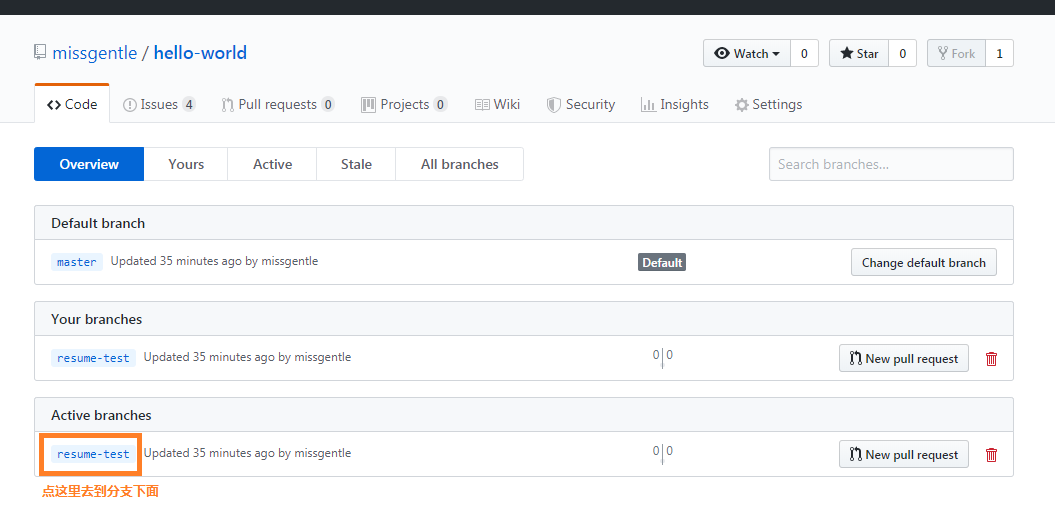 missgentle / hello-world
Watch 0 Star 0 Fork 1
Code Issues 4 Pull requests 0 Projects 0 Wiki Security Insights Settings
Overview Yours Active Stale All branches Search branches...
Default branch
master Updated 35 minutes ago by missgentle Default Change default branch
Your branches
resume-test Updated 35 minutes ago by missgentle 0 0 New pull request
Active branches
resume-test Updated 35 minutes ago by missgentle 0 0 New pull request
点这里去到分支下面